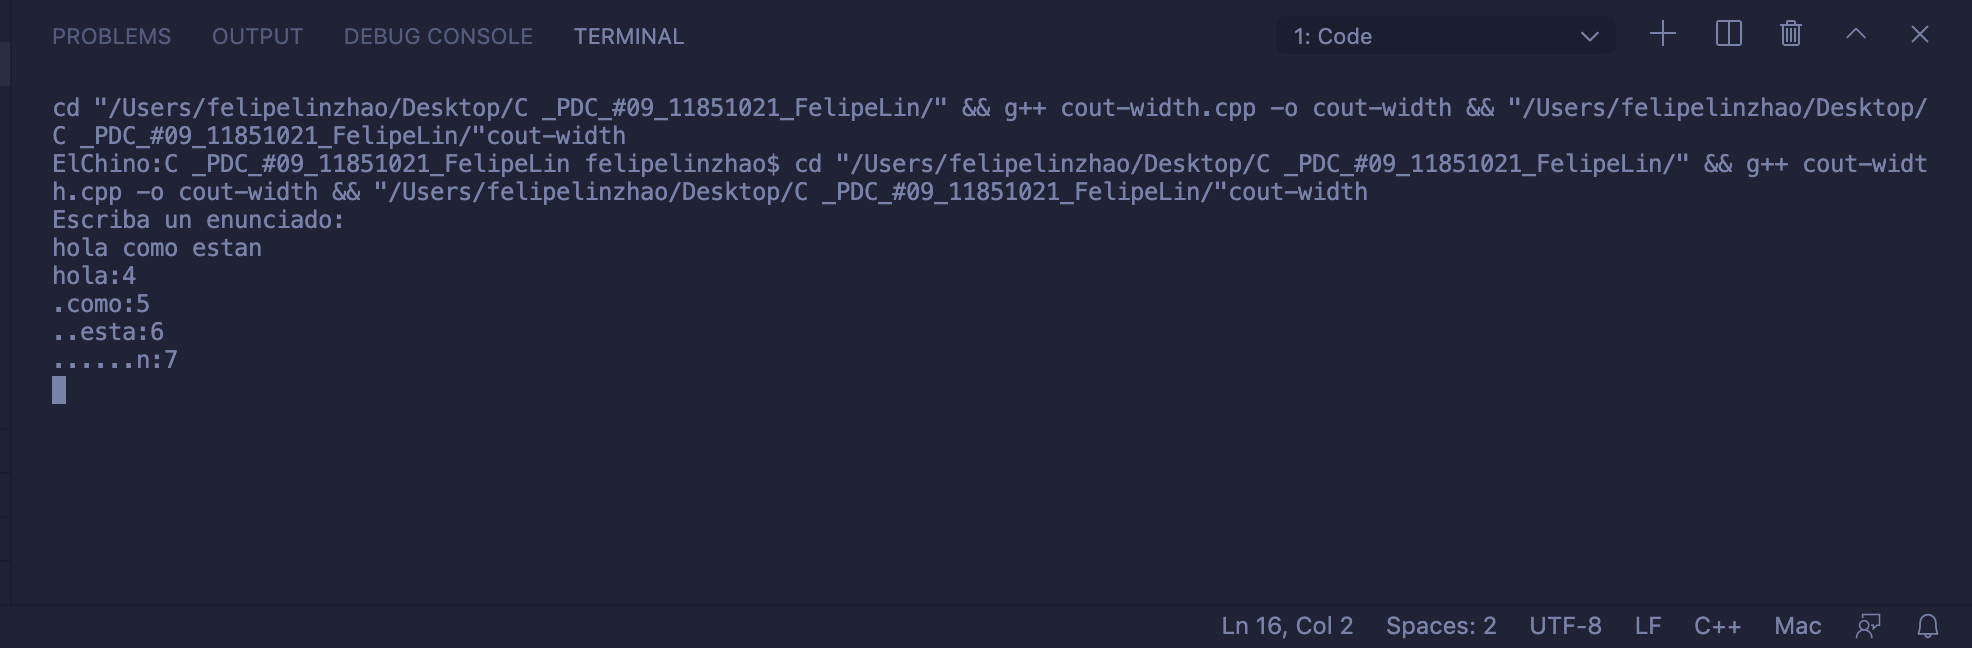 PROBLEMS OUTPUT DEBUG CONSOLE TERMINAL 1: Code
cd "/Users/felipelinzhao/Desktop/C _PDC_#09_11851021_FelipeLin/" && g++ cout-width.cpp -o cout-width && "/Users/felipelinzhao/Desktop/
C _PDC_#09_11851021_FelipeLin/"cout-width
ElChino:C _PDC_#09_11851021_FelipeLin felipelinzhao$ cd "/Users/felipelinzhao/Desktop/C _PDC_#09_11851021_FelipeLin/" && g++ cout-widt
h.cpp -o cout-width && "/Users/felipelinzhao/Desktop/C _PDC_#09_11851021_FelipeLin/"cout-width
Escriba un enunciado:
hola como estan
hola:4
.como:5
..esta:6
......n:7
Ln 16, Col 2 Spaces: 2 UTF-8 LF C++ Mac